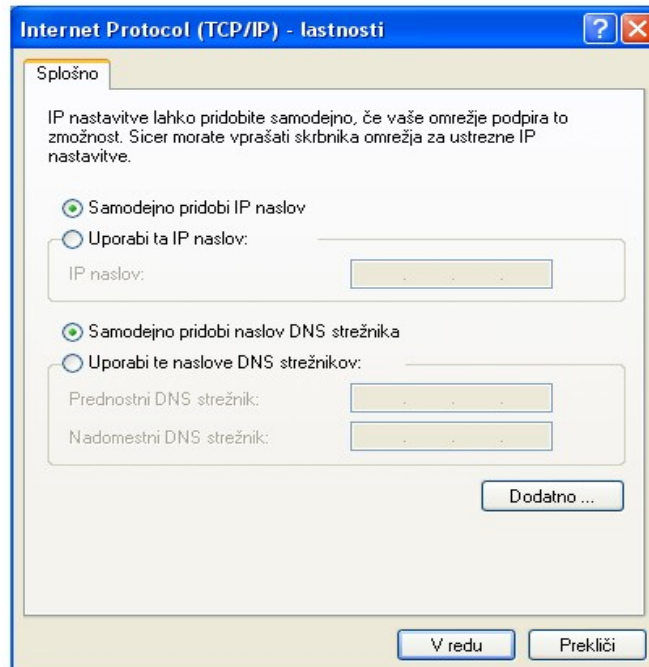 Internet Protocol (TCP/IP) - lastnosti
Splošno
IP nastavitve lahko pridobite samodejno, če vaše omrežje podpira to
zmožnost. Sicer morate vprašati skrbnika omrežja za ustrezne IP
nastavitve.
Samodejno pridobi IP naslov
Uporabi ta IP naslov:
IP naslov:
Samodejno pridobi naslov DNS strežnika
Uporabi te naslove DNS strežnikov:
Prednostni DNS strežnik:
Nadomestni DNS strežnik:
Dodatno ...
V redu
Prekliči